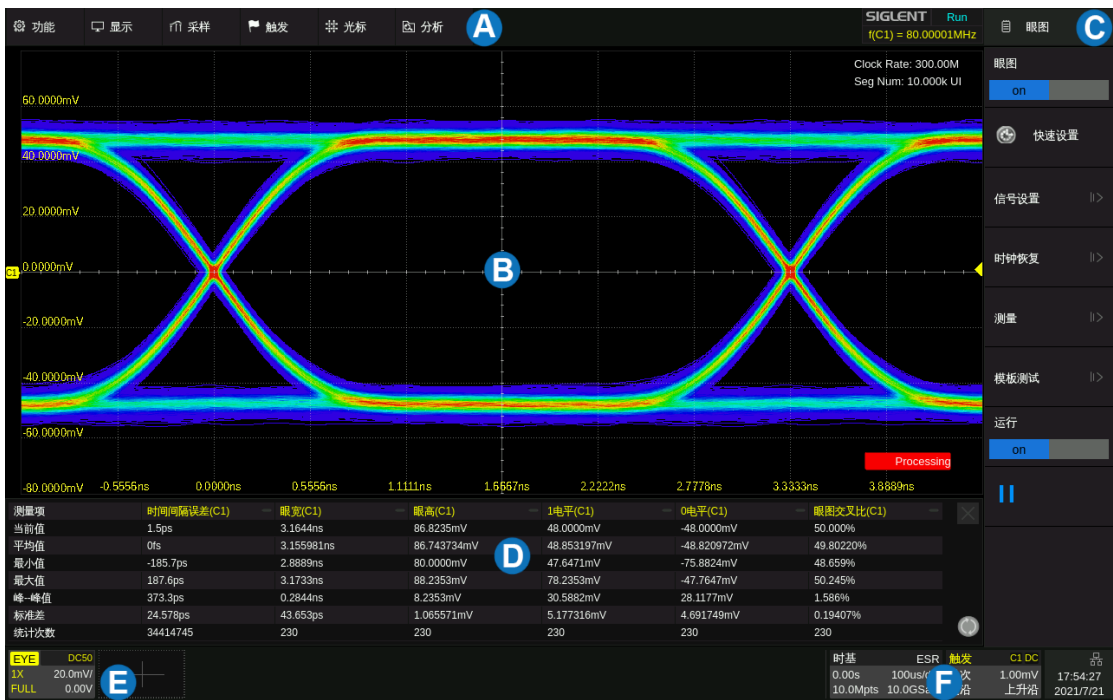 功能 显示 采样 触发 光标 分析 A SIGLENT Run
f(C1) = 80.00001MHz
眼图 C
Clock Rate: 300.00M
Seg Num: 10.000k UI
60.0000mV
40.0000mV
20.0000mV
C1 0.0000mV B
-20.0000mV
-40.0000mV
-60.0000mV
Processing
-80.0000mV -0.5556ns 0.0000ns 0.5556ns 1.1111ns 1.6667ns 2.2222ns 2.7778ns 3.3333ns 3.8889ns
眼图
on
快速设置
信号设置
时钟恢复
测量
模板测试
运行
on
测量项 时间间隔误差(C1) 眼宽(C1) 眼高(C1) 1电平(C1) 0电平(C1) 眼图交叉比(C1)
当前值 1.5ps 3.1644ns 86.8235mV 48.0000mV -48.0000mV 50.000%
平均值 0fs 3.155981ns 86.743734mV 48.853197mV -48.820972mV 49.80220%
最小值 -185.7ps 2.8889ns 80.0000mV D 47.6471mV -75.8824mV 48.659%
最大值 187.6ps 3.1733ns 88.2353mV 78.2353mV -47.7647mV 50.245%
峰--峰值 373.3ps 0.2844ns 8.2353mV 30.5882mV 28.1177mV 1.586%
标准差 24.578ps 43.653ps 1.065571mV 5.177316mV 4.691749mV 0.19407%
统计次数 34414745 230 230 230 230 230
EYE DC50
1X 20.0mV/
FULL 0.00V
E
时基 ESR
0.00s 100us/
10.0Mpts 10.0GSa
F
触发 C1 DC
次 1.00mV
沿 上升沿
17:54:27
2021/7/21